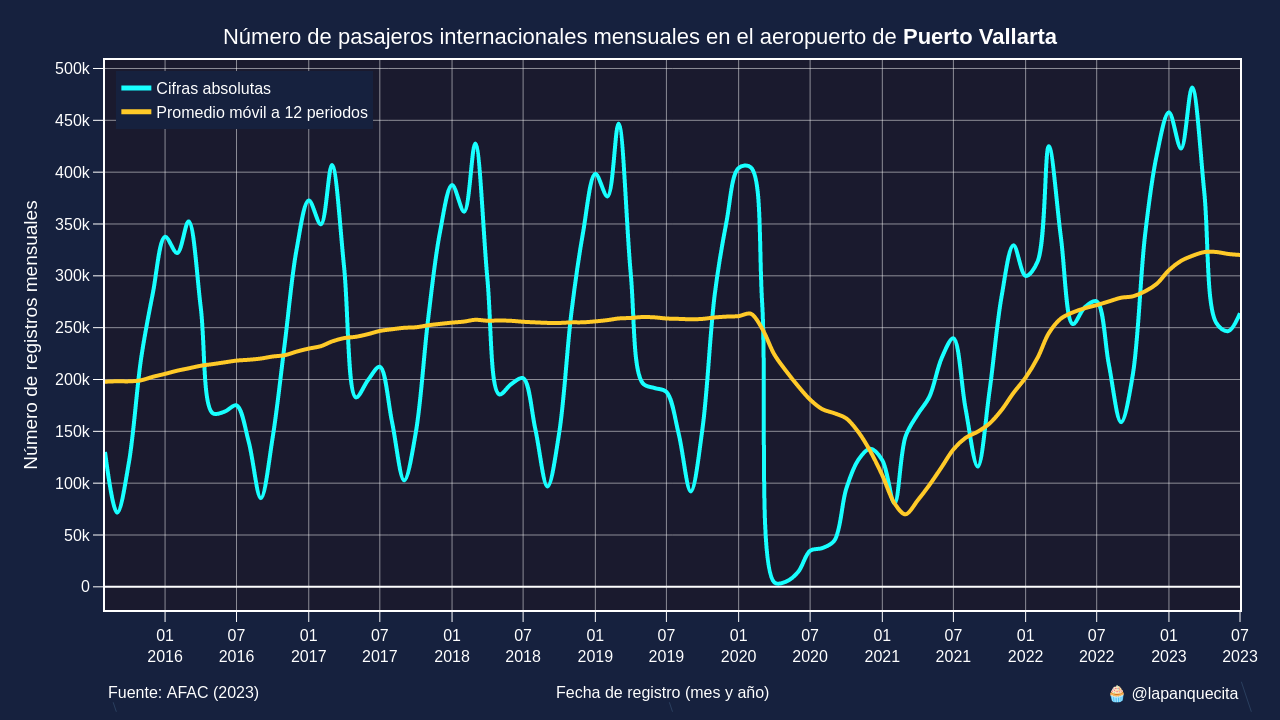 Número de pasajeros internacionales mensuales en el aeropuerto de Puerto Vallarta
Cifras absolutas
Promedio móvil a 12 periodos
Número de registros mensuales
500k
450k
400k
350k
300k
250k
200k
150k
100k
50k
0
01 07 01 07 01 07 01 07 01 07 01 07 01 07 01 07
2016 2016 2017 2017 2018 2018 2019 2019 2020 2020 2021 2021 2022 2022 2023 2023
Fuente: AFAC (2023)
Fecha de registro (mes y año)
🧁 @lapanquecita